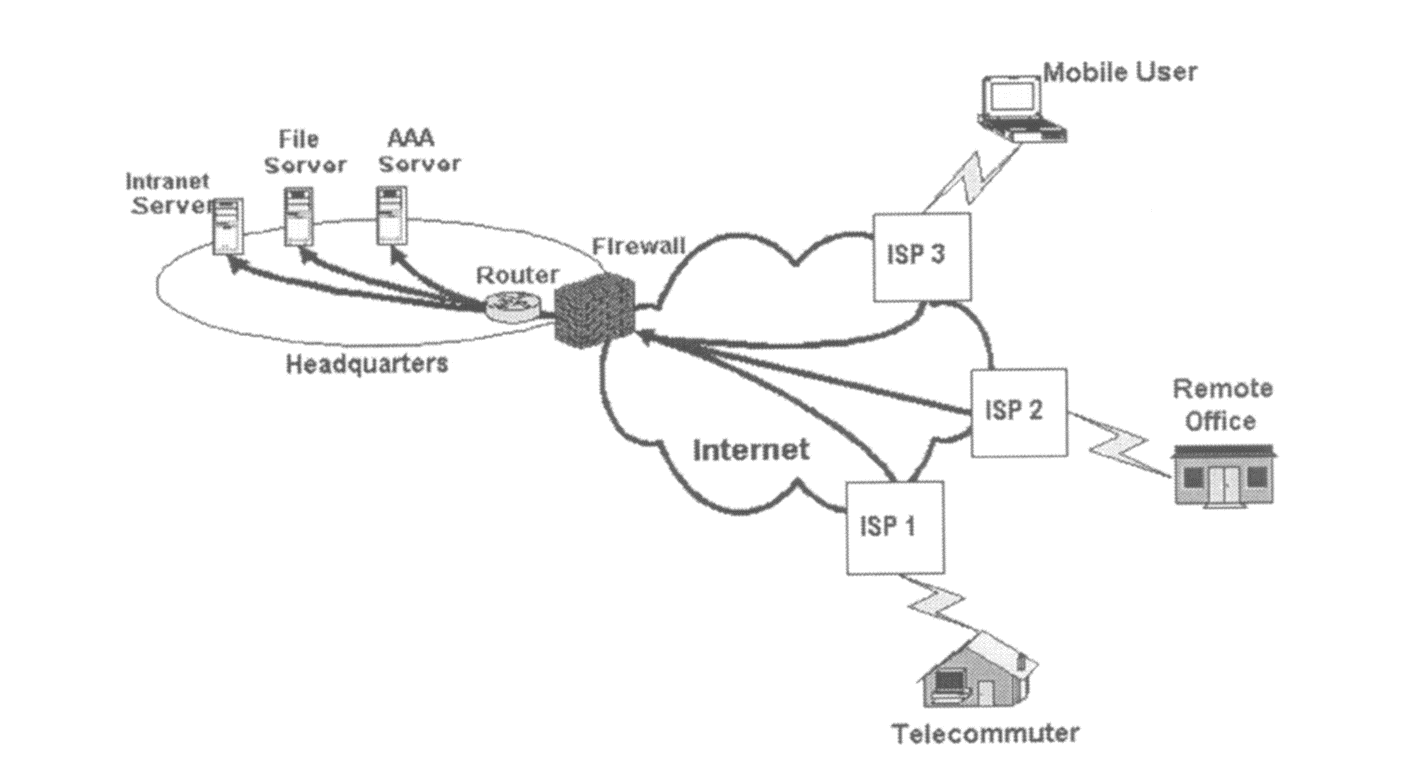 Mobile User
File
Server
AAA
Server
Intranet
Server
Firewall
Router
ISP 3
Headquarters
ISP 2
Remote
Office
Internet
ISP 1
Telecommuter